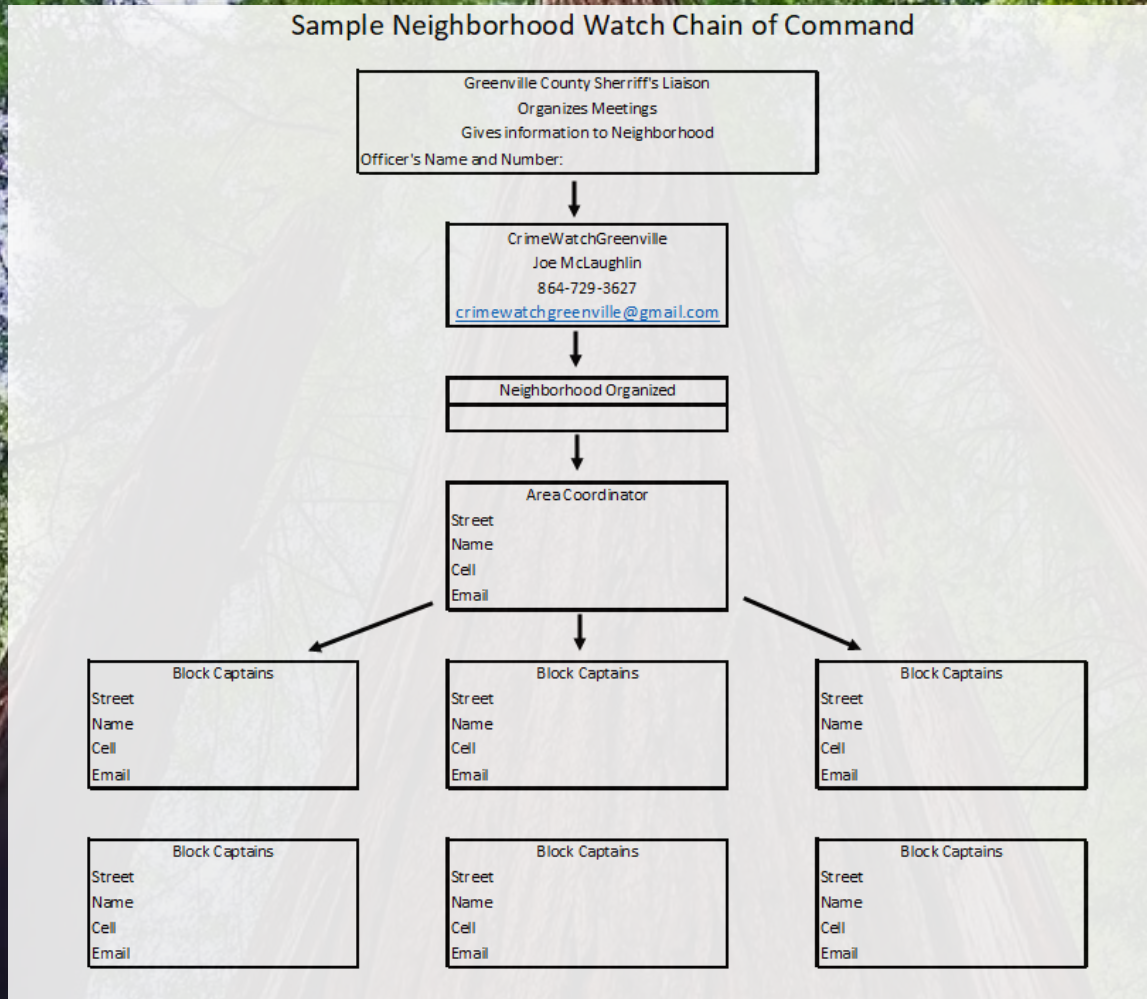 Sample Neighborhood Watch Chain of Command
Greenville County Sherriff's Liaison
Organizes Meetings
Gives information to Neighborhood
Officer's Name and Number:
CrimeWatchGreenville
Joe McLaughlin
864-729-3627
crimewatchgreenville@gmail.com
Neighborhood Organized
Area Coordinator
Street
Name
Cell
Email
Block Captains
Street
Name
Cell
Email
Block Captains
Street
Name
Cell
Email
Block Captains
Street
Name
Cell
Email
Block Captains
Street
Name
Cell
Email
Block Captains
Street
Name
Cell
Email
Block Captains
Street
Name
Cell
Email